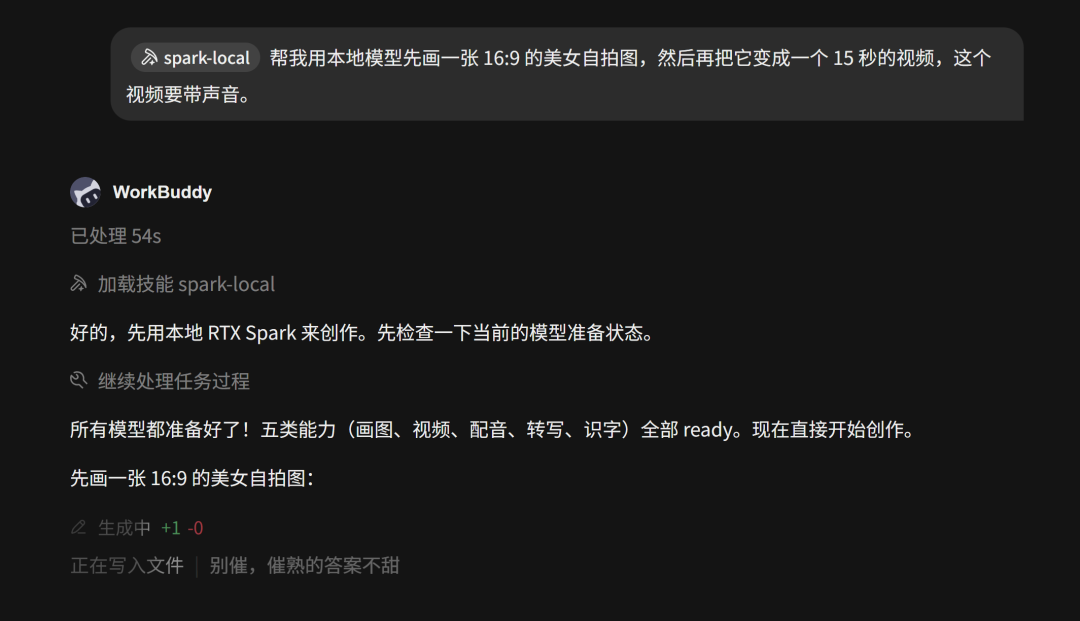 spark-local 帮我用本地模型先画一张 16:9 的美女自拍图，然后再把它变成一个 15 秒的视频，这个
视频要带声音。
WorkBuddy
已处理 54s
加载技能 spark-local
好的，先用本地 RTX Spark 来创作。先检查一下当前的模型准备状态。
继续处理任务过程
所有模型都准备好了！五类能力（画图、视频、配音、转写、识字）全部 ready。现在直接开始创作。
先画一张 16:9 的美女自拍图：
生成中 +1 -0
正在写入文件 | 别催，催熟的答案不甜